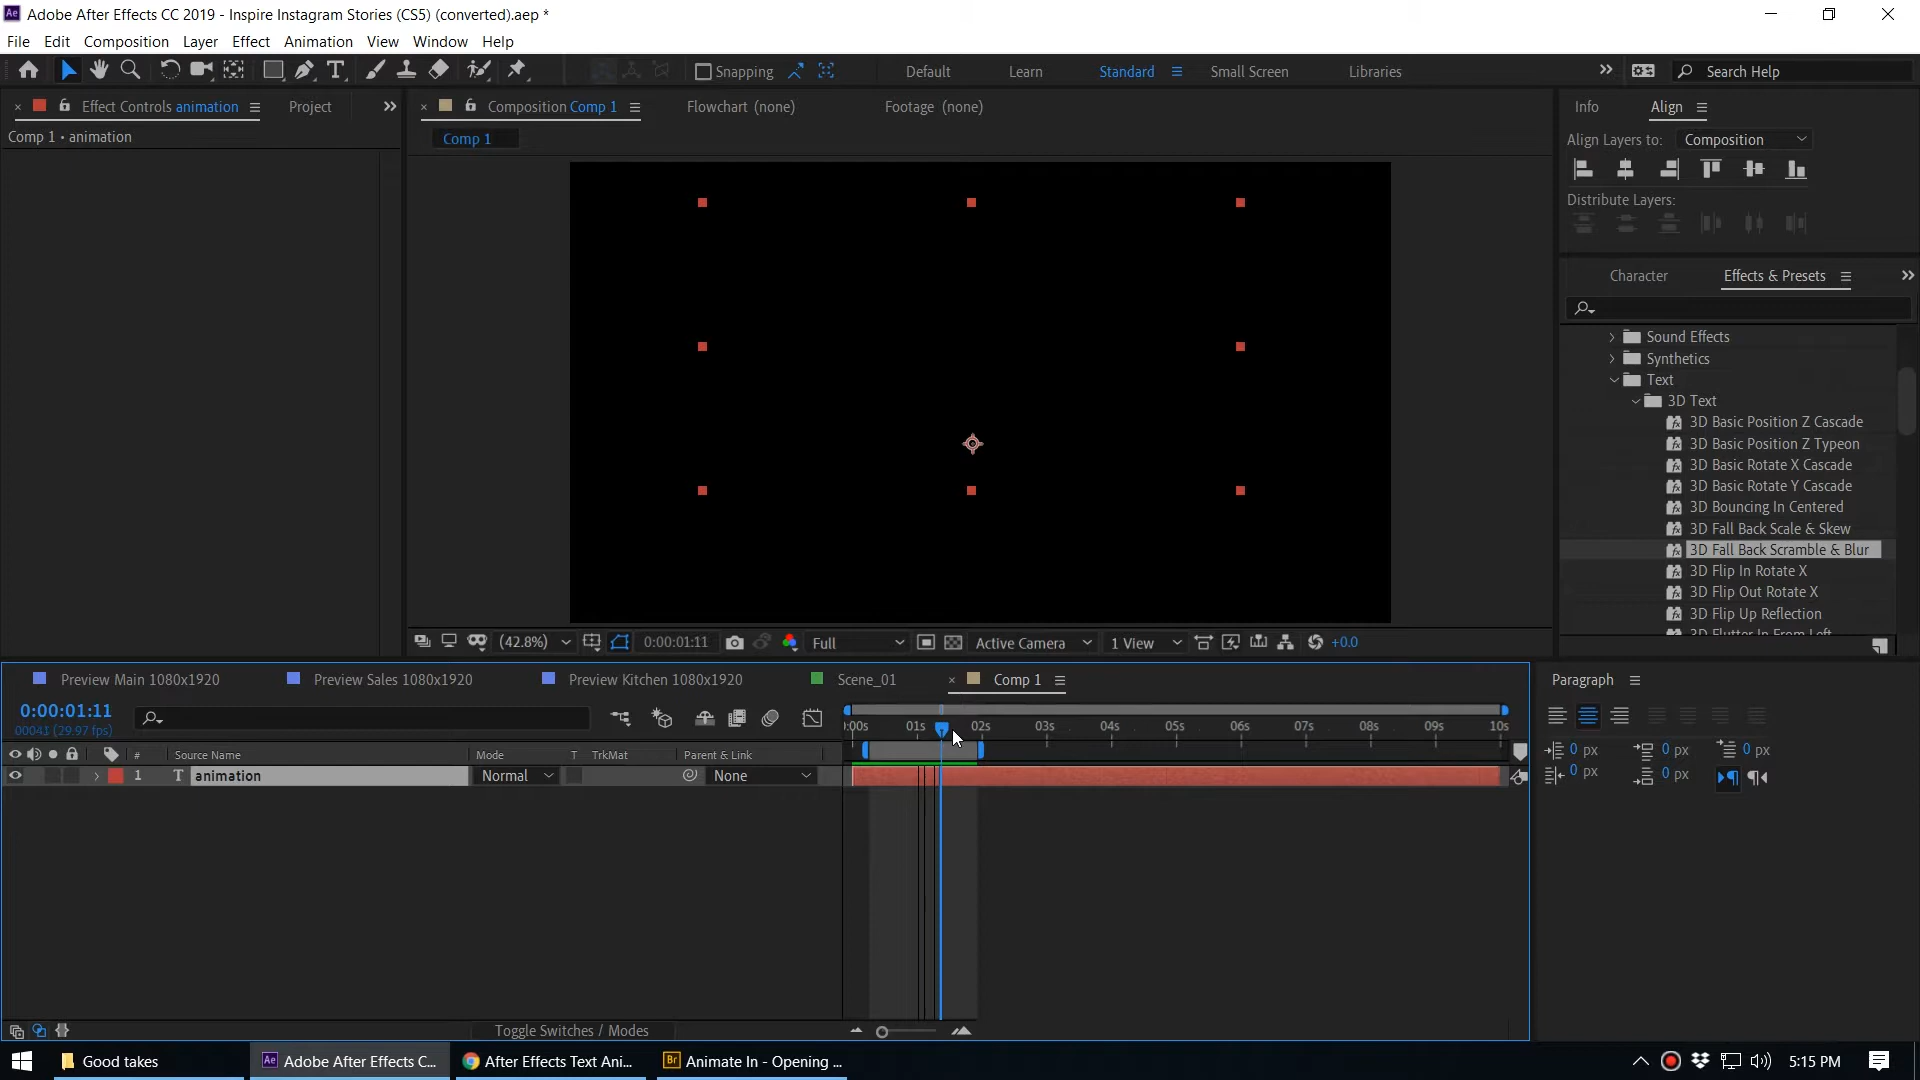 Adobe After Effects CC 2019 - Inspire Instagram Stories (CS5) (converted).aep *
File Edit Composition Layer Effect Animation View Window Help
Snapping Default Learn Standard Small Screen Libraries Search Help
Effect Controls animation Project Composition Comp 1 Flowchart (none) Footage (none) Info Align
Comp 1 • animation
Comp 1
Align Layers to: Composition
Distribute Layers:
Character Effects & Presets
Sound Effects
Synthetics
Text
3D Text
3D Basic Position Z Cascade
3D Basic Position Z Typeon
3D Basic Rotate X Cascade
3D Basic Rotate Y Cascade
3D Bouncing In Centered
3D Fall Back Scale & Skew
3D Fall Back Scramble & Blur
3D Flip In Rotate X
3D Flip Out Rotate X
3D Flip Up Reflection
3D Flutter In From Left
(42.8%) 0:00:01:11 Full Active Camera 1 View +0.0
Preview Main 1080x1920 Preview Sales 1080x1920 Preview Kitchen 1080x1920 Scene_01 Comp 1 Paragraph
0:00:01:11
00041 (29.97 fps)
):00s 01s 02s 03s 04s 05s 06s 07s 08s 09s 10s
# Source Name Mode T TrkMat Parent & Link
1 T animation Normal None
0 px 0 px 0 px
0 px 0 px
Toggle Switches / Modes
Good takes Adobe After Effects C... After Effects Text Ani... Animate In - Opening ... 5:15 PM